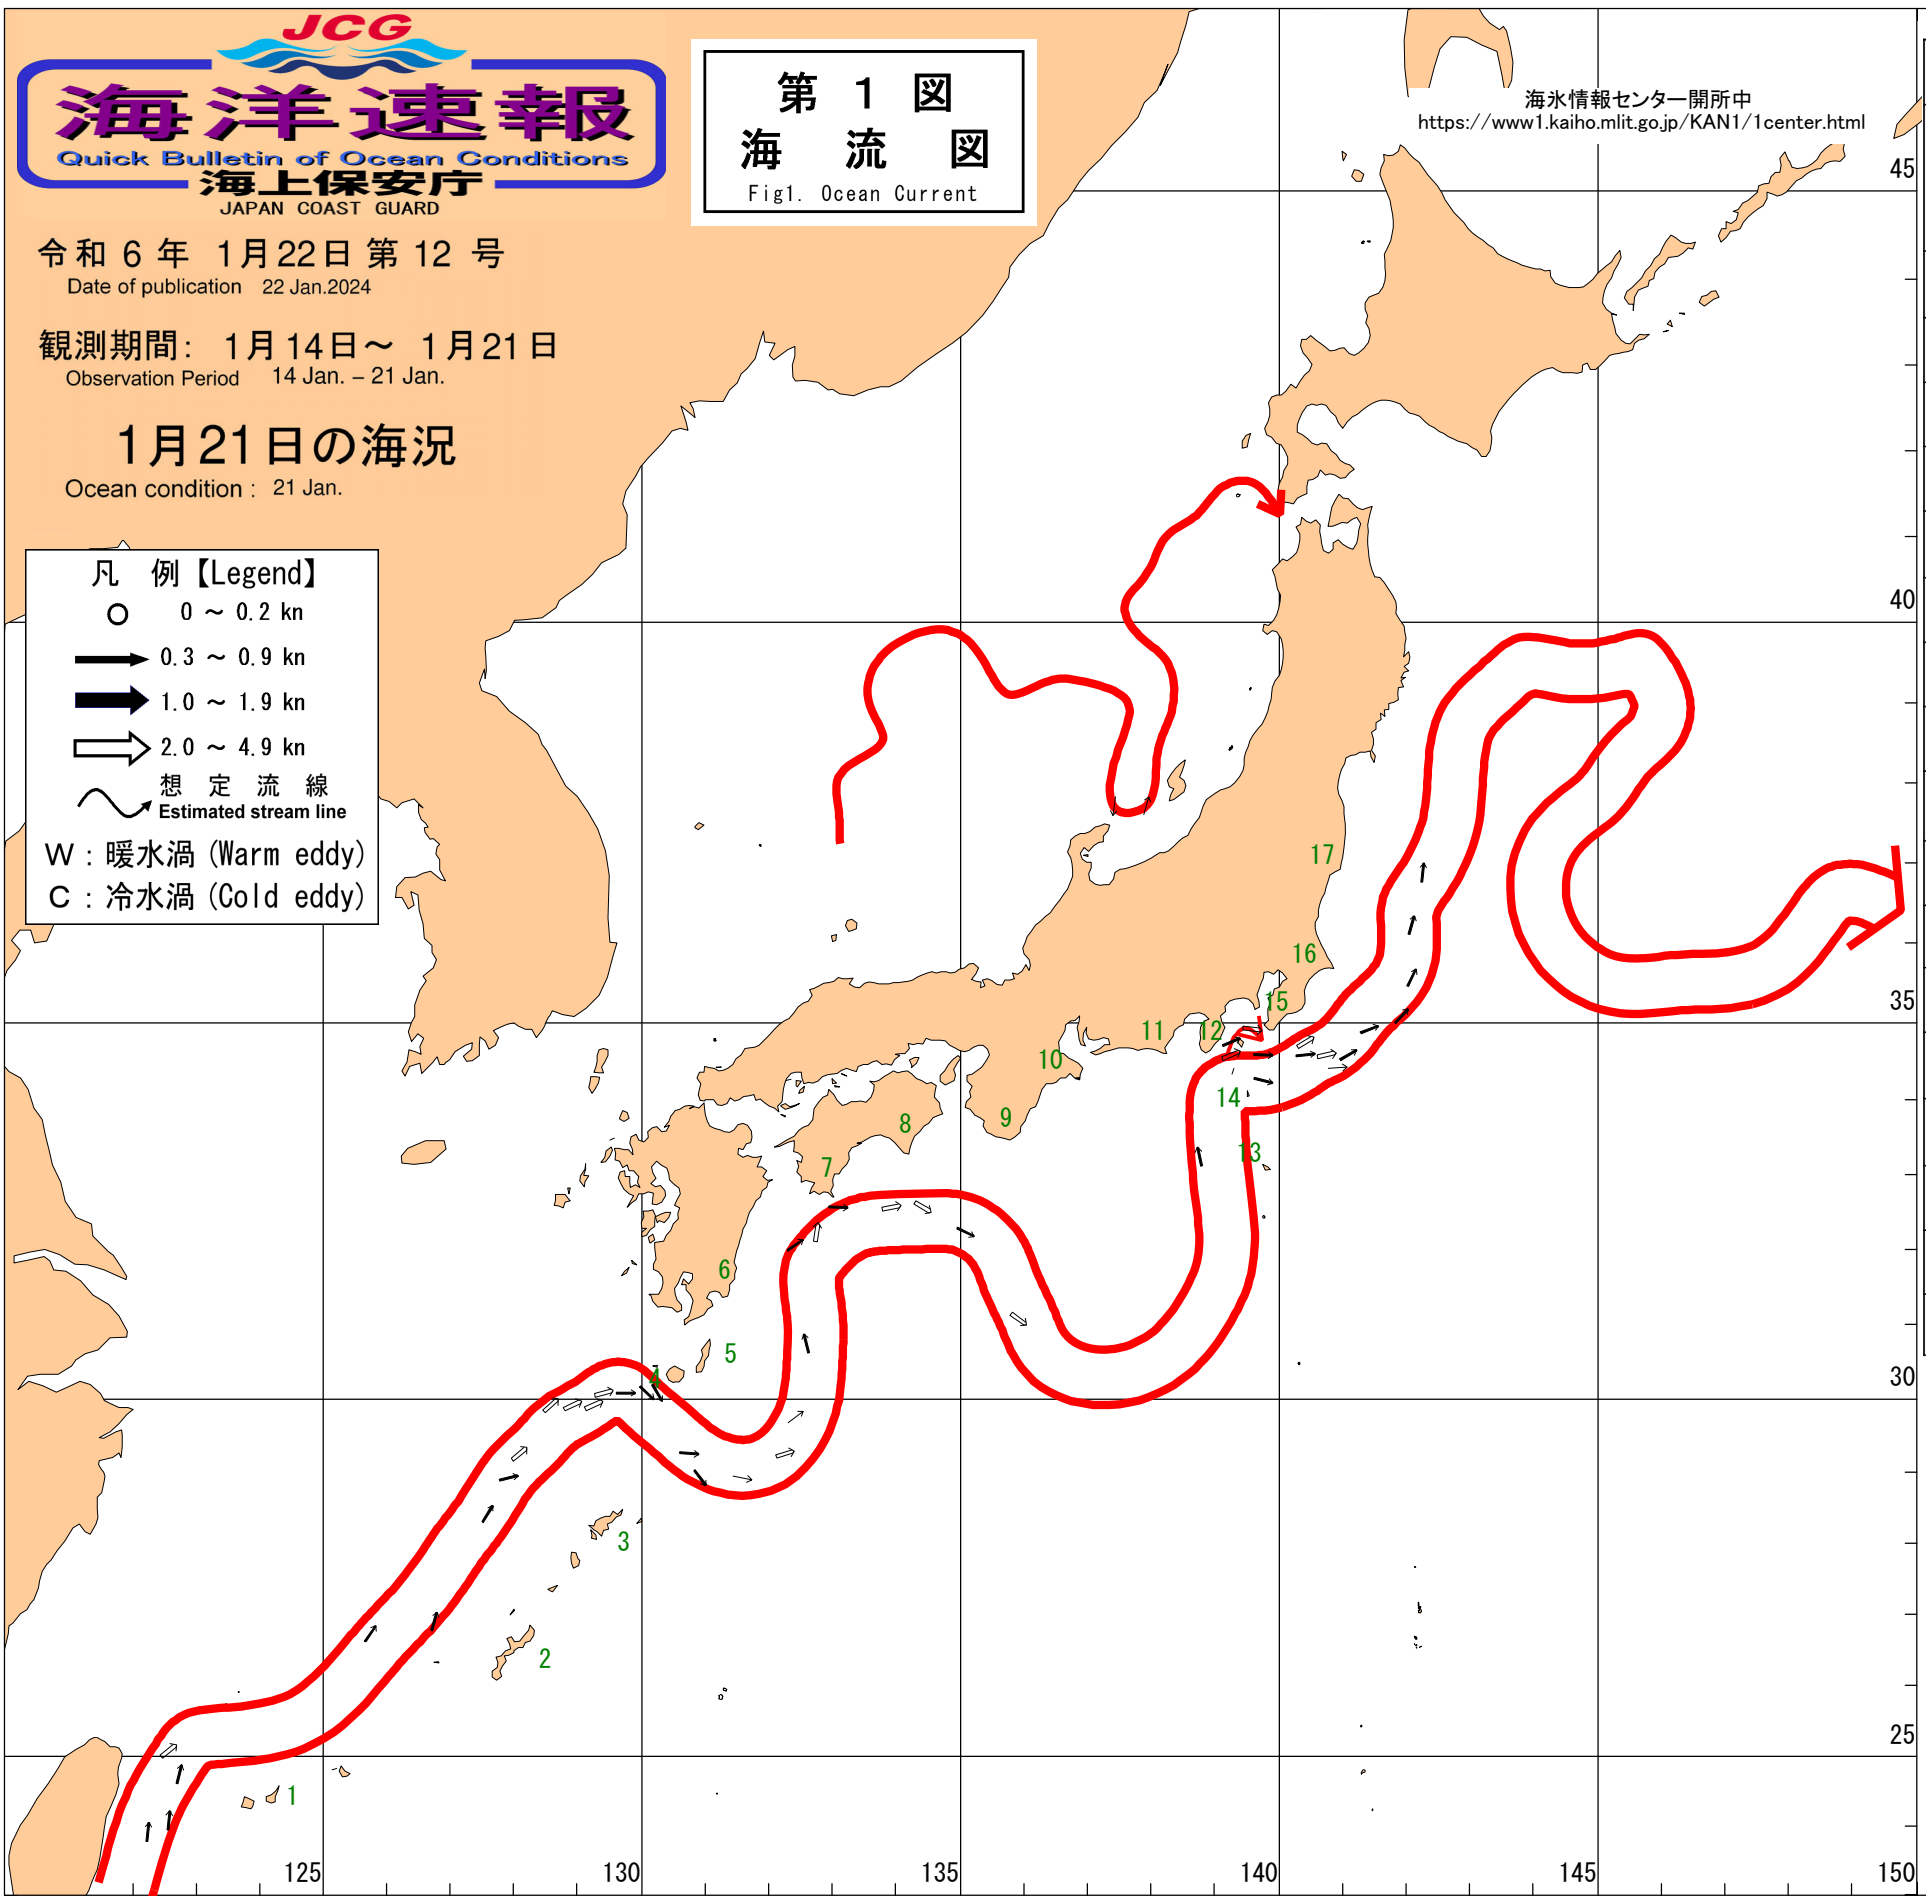 JCG
海洋速報
Quick Bulletin of Ocean Conditions
海上保安庁
JAPAN COAST GUARD
令和 6 年 1月22日 第 12 号
Date of publication 22 Jan.2024
観測期間: 1月14日～ 1月21日
Observation Period 14 Jan. – 21 Jan.
1月21日の海況
Ocean condition : 21 Jan.
第 1 図
海 流 図
Fig1. Ocean Current
海氷情報センター開所中
https://www1.kaiho.mlit.go.jp/KAN1/1center.html
凡 例【Legend】
0 ～ 0.2 kn
0.3 ～ 0.9 kn
1.0 ～ 1.9 kn
2.0 ～ 4.9 kn
想 定 流 線
Estimated stream line
W : 暖水渦 (Warm eddy)
C : 冷水渦 (Cold eddy)
45
40
35
30
25
17
16
15
12
11
10
14
9
8
13
7
6
5
4
3
2
1
125
130
135
140
145
150